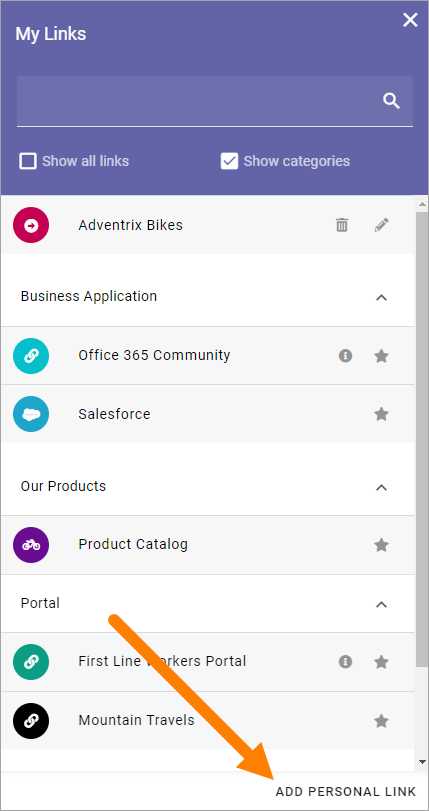 My Links
Show all links
Show categories
Adventrix Bikes
Business Application
Office 365 Community
Salesforce
Our Products
Product Catalog
Portal
First Line Workers Portal
Mountain Travels
ADD PERSONAL LINK